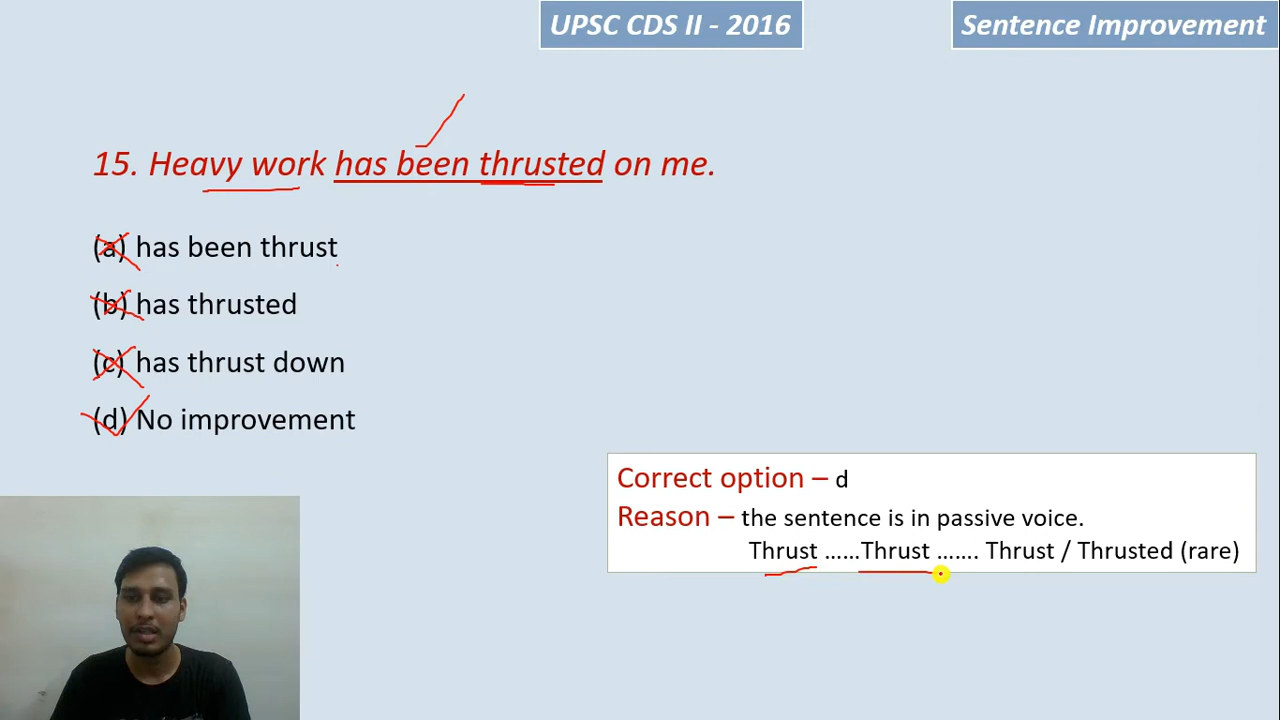 UPSC CDS II - 2016
Sentence Improvement
15. Heavy work has been thrusted on me.
(a) has been thrust
(b) has thrusted
(c) has thrust down
(d) No improvement
Correct option – d
Reason – the sentence is in passive voice.
Thrust ......Thrust ....... Thrust / Thrusted (rare)